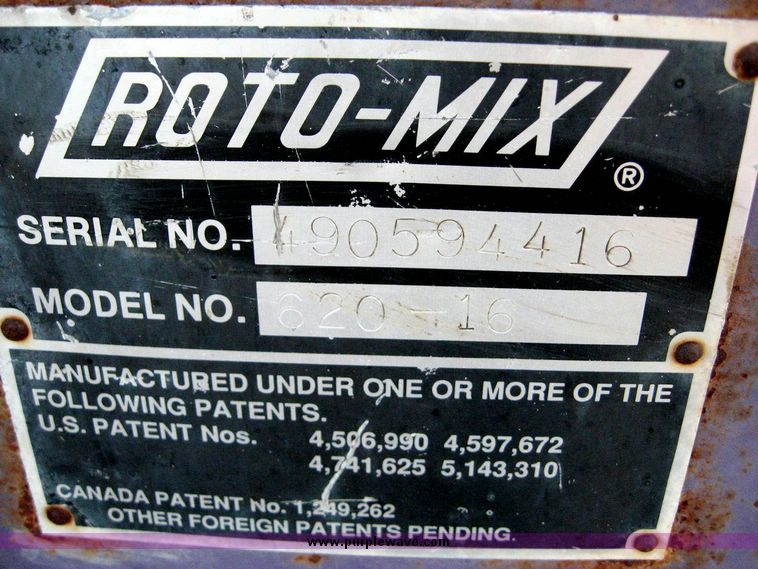 ROTO-MIX
®
SERIAL NO. 490594416
MODEL NO. 620-16
MANUFACTURED UNDER ONE OR MORE OF THE
FOLLOWING PATENTS.
U.S. PATENT Nos. 4,506,990 4,597,672
4,741,625 5,143,310
CANADA PATENT No. 1,249,262
OTHER FOREIGN PATENTS PENDING.
www.purplewave.com